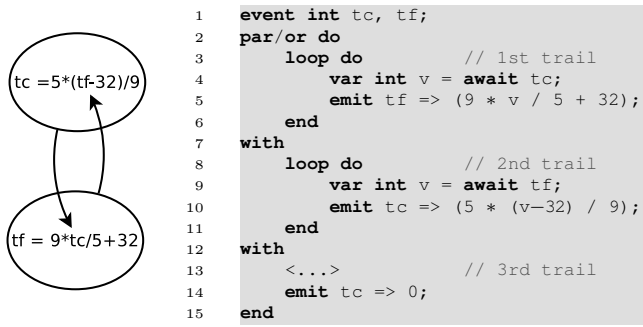 tc =5*(tf-32)/9
tf = 9*tc/5+32
1 event int tc, tf;
2 par/or do
3 loop do // 1st trail
4 var int v = await tc;
5 emit tf => (9 * v / 5 + 32);
6 end
7 with
8 loop do // 2nd trail
9 var int v = await tf;
10 emit tc => (5 * (v−32) / 9);
11 end
12 with
13 <...> // 3rd trail
14 emit tc => 0;
15 end